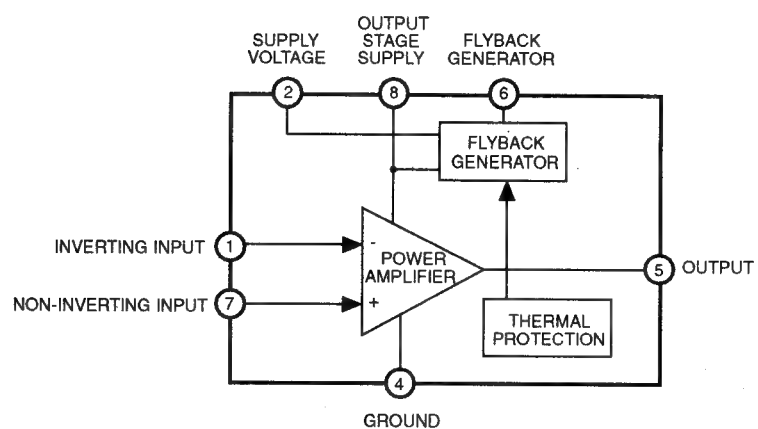 SUPPLY
VOLTAGE
OUTPUT
STAGE
SUPPLY
FLYBACK
GENERATOR
2
8
6
FLYBACK
GENERATOR
INVERTING INPUT
1
-
POWER
AMPLIFIER
5
OUTPUT
NON-INVERTING INPUT
7
+
THERMAL
PROTECTION
4
GROUND